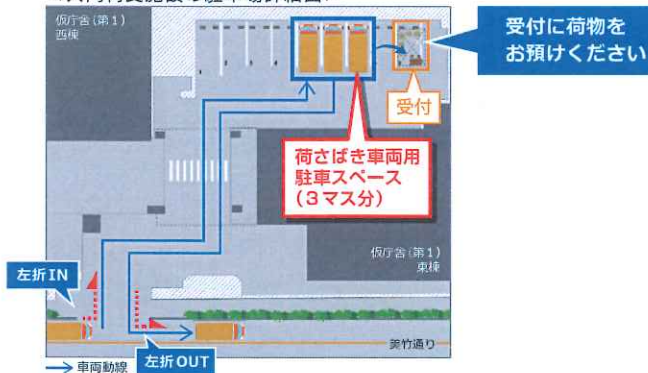 仮庁舎(第1)
西棟
受付に荷物を
お預けください
受付
荷さばき車両用
駐車スペース
(3マス分)
仮庁舎(第1)
東棟
左折IN
美竹通り
車両動線
左折OUT